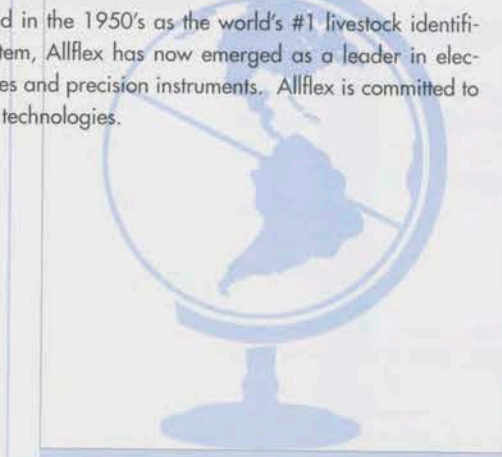 d in the 1950's as the world's #1 livestock identifi-
tem, Allflex has now emerged as a leader in elec-
es and precision instruments. Allflex is committed to
technologies.